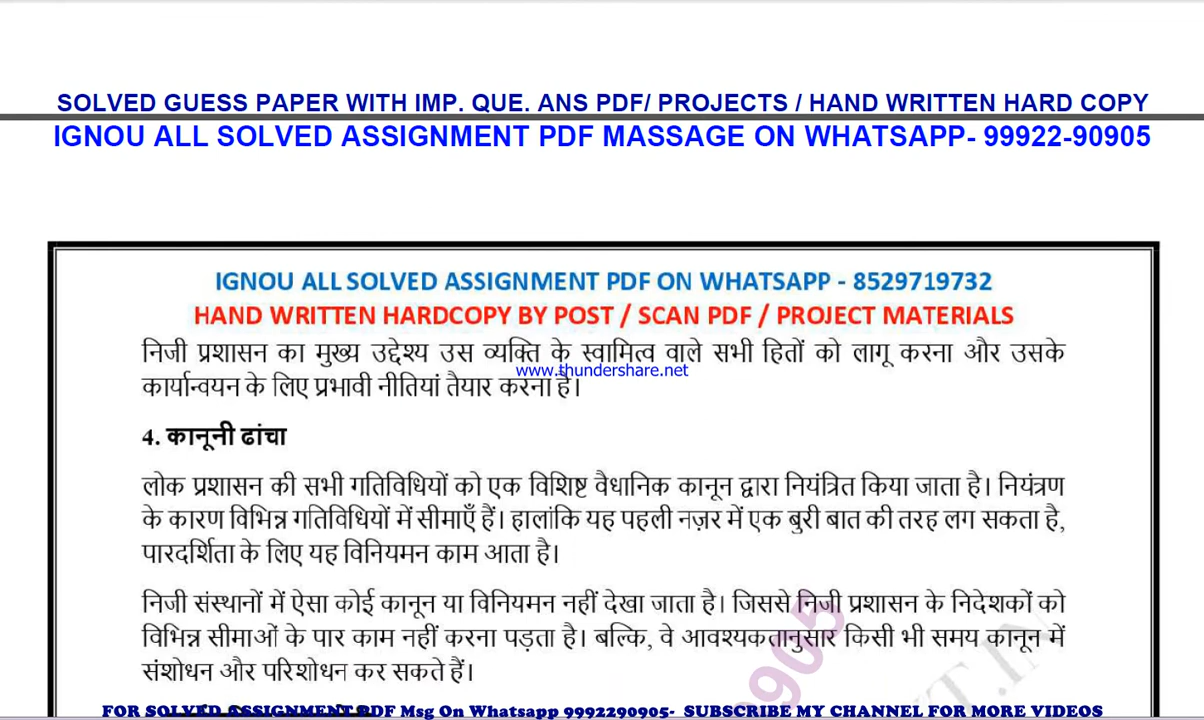 SOLVED GUESS PAPER WITH IMP. QUE. ANS PDF/ PROJECTS / HAND WRITTEN HARD COPY
IGNOU ALL SOLVED ASSIGNMENT PDF MASSAGE ON WHATSAPP- 99922-90905
IGNOU ALL SOLVED ASSIGNMENT PDF ON WHATSAPP - 8529719732
HAND WRITTEN HARDCOPY BY POST / SCAN PDF / PROJECT MATERIALS
निजी प्रशासन का मुख्य उद्देश्य उस व्यक्ति के स्वामित्व वाले सभी हितों को लागू करना और उसके
www.thundershare.net
कार्यान्वयन के लिए प्रभावी नीतियां तैयार करना है।
4. कानूनी ढांचा
लोक प्रशासन की सभी गतिविधियों को एक विशिष्ट वैधानिक कानून द्वारा नियंत्रित किया जाता है। नियंत्रण
के कारण विभिन्न गतिविधियों में सीमाएँ हैं। हालांकि यह पहली नज़र में एक बुरी बात की तरह लग सकता है,
पारदर्शिता के लिए यह विनियमन काम आता है।
निजी संस्थानों में ऐसा कोई कानून या विनियमन नहीं देखा जाता है। जिससे निजी प्रशासन के निदेशकों को
विभिन्न सीमाओं के पार काम नहीं करना पड़ता है। बल्कि, वे आवश्यकतानुसार किसी भी समय कानून में
संशोधन और परिशोधन कर सकते हैं।
FOR SOLVED ASSIGNMENT PDF Msg On Whatsapp 9992290905- SUBSCRIBE MY CHANNEL FOR MORE VIDEOS